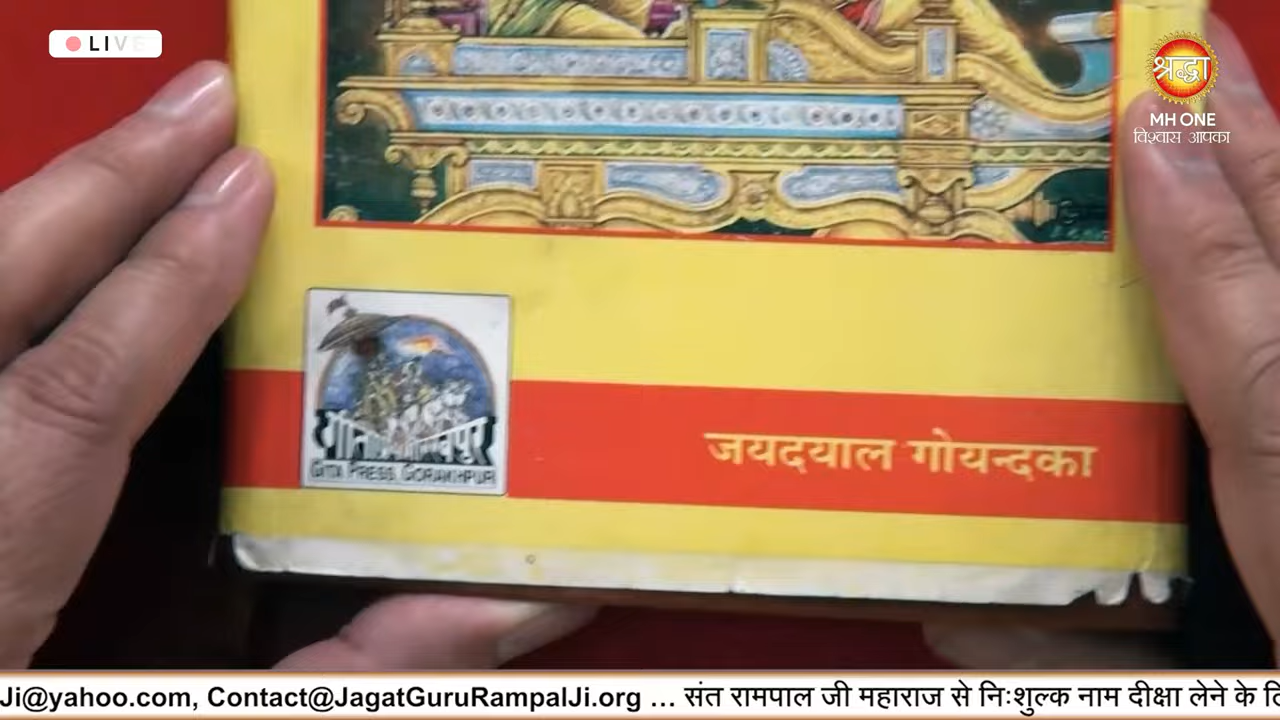 LIVE
श्रद्धा
MH ONE
विश्वास आपका
गीताप्रेस गोरखपुर
GITA PRESS, GORAKHPUR
जयदयाल गोयन्दका
Ji@yahoo.com, Contact@JagatGuruRampalJi.org ... संत रामपाल जी महाराज से निःशुल्क नाम दीक्षा लेने के लि